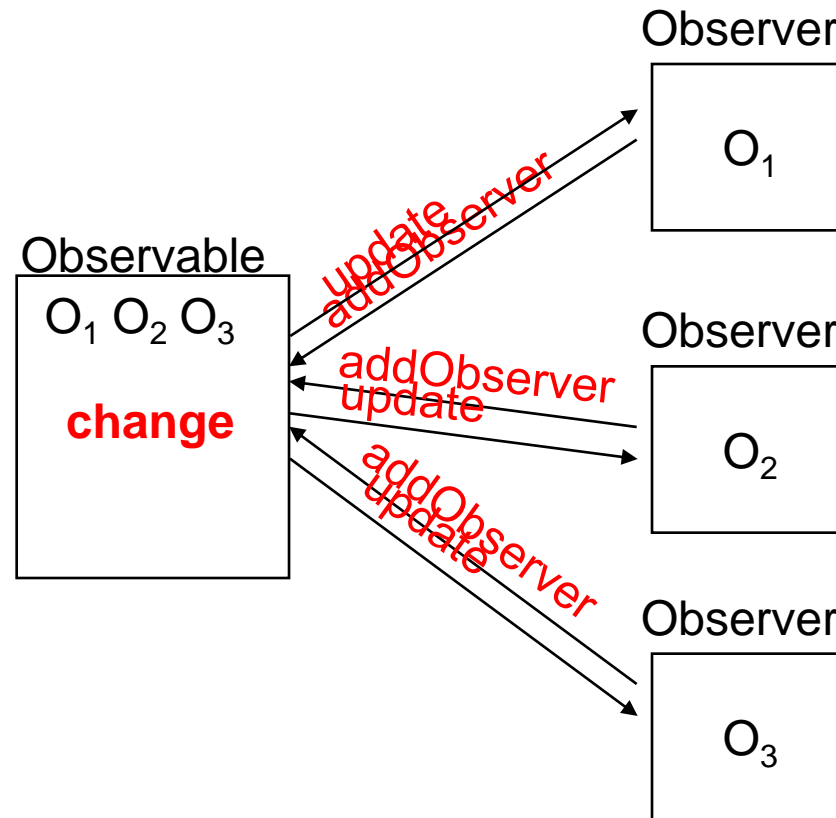 Observer
O₁
update
addObserver
Observable
O₁ O₂ O₃
change
Observer
addObserver
update
O₂
addObserver
update
Observer
O₃